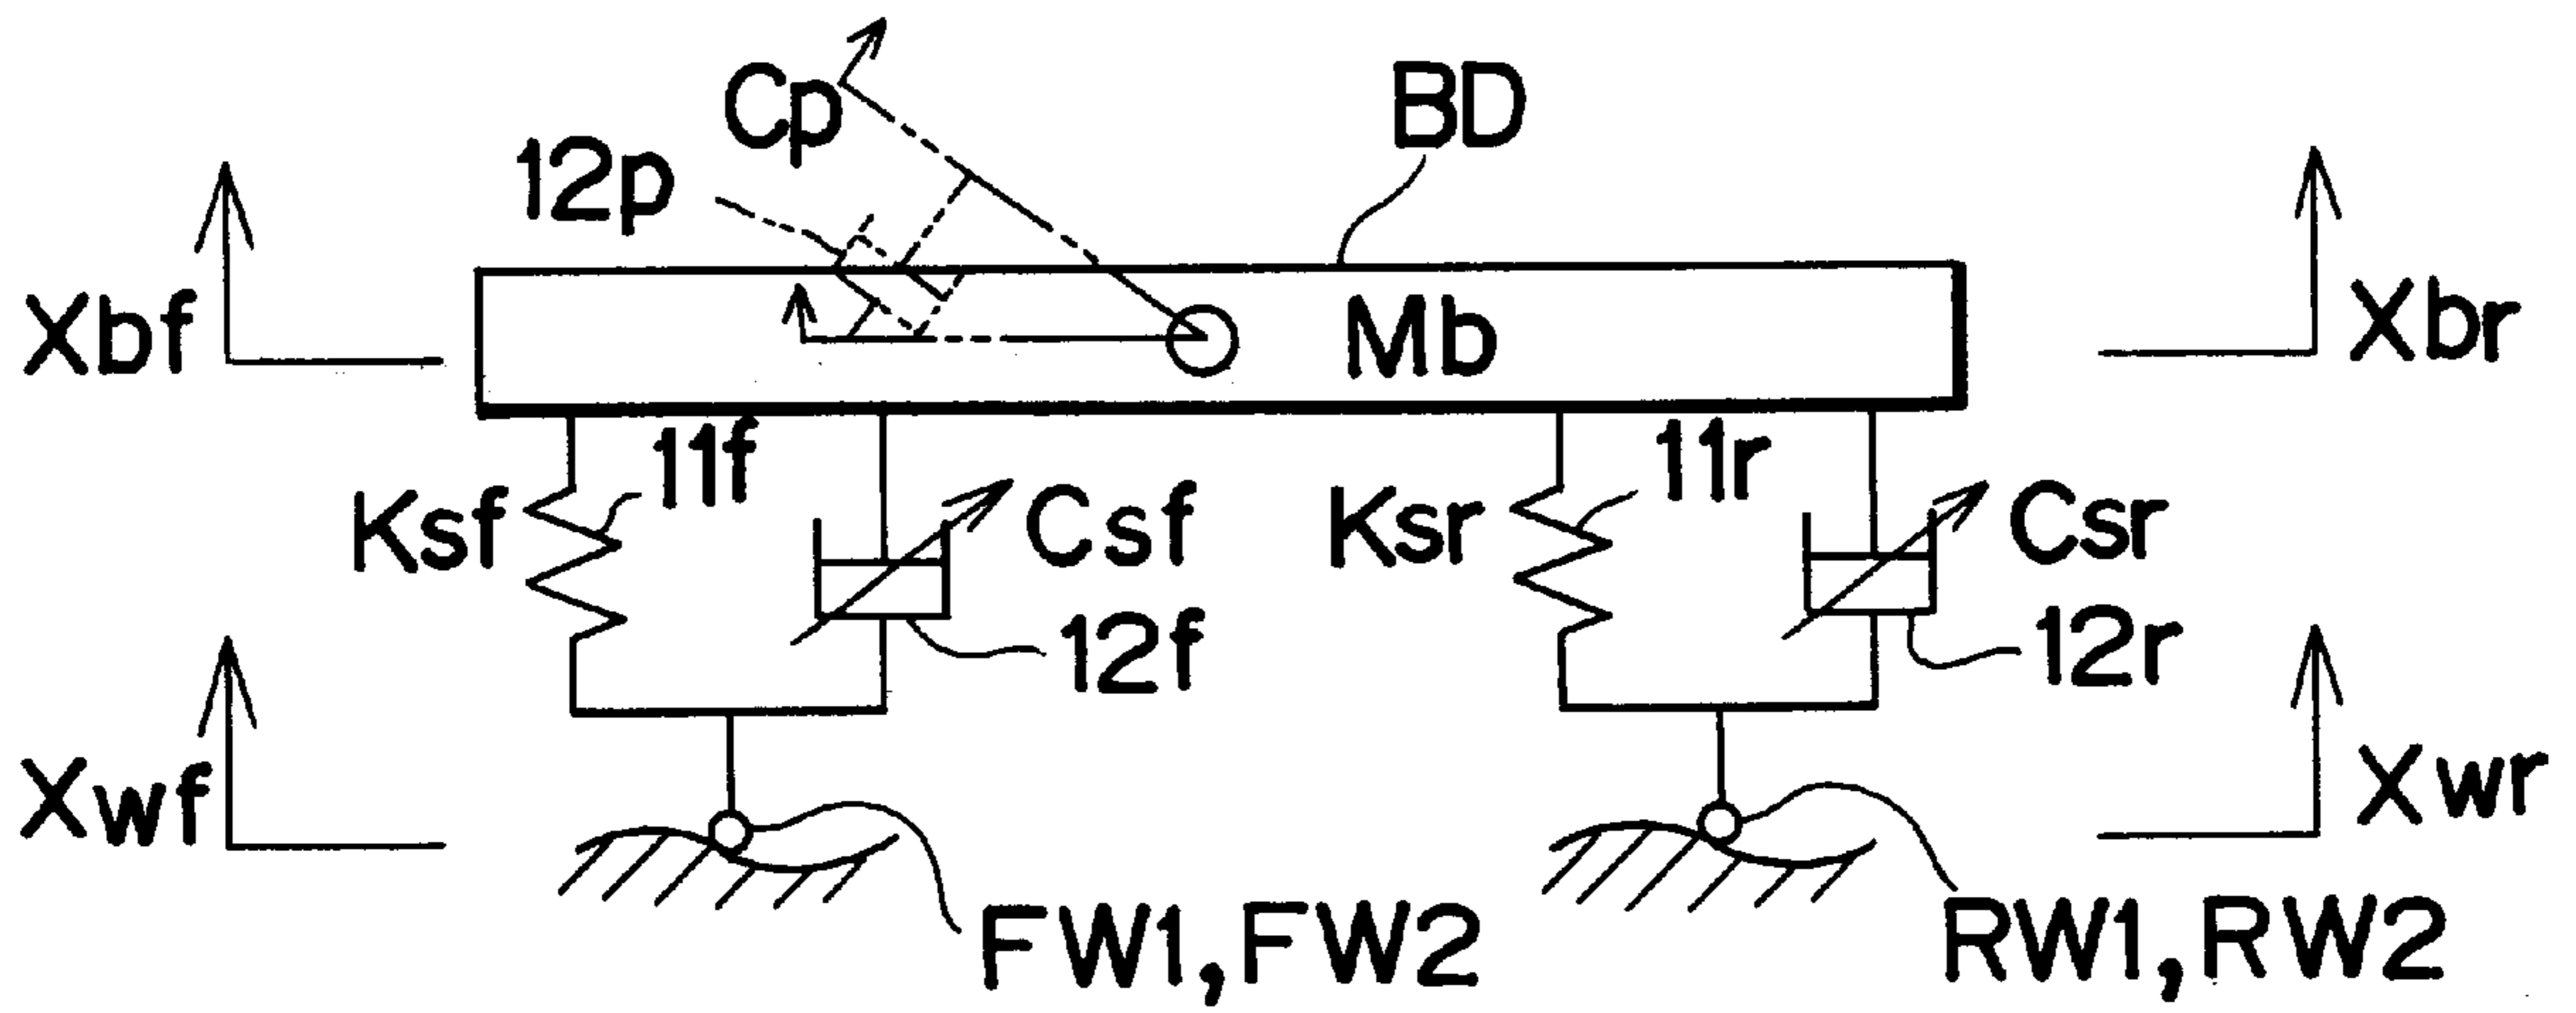 Cp
BD
12p
Xbf
Mb
Xbr
11f
11r
Ksf
Csf
Ksr
Csr
12f
12r
Xwf
Xwr
FW1, FW2
RW1, RW2